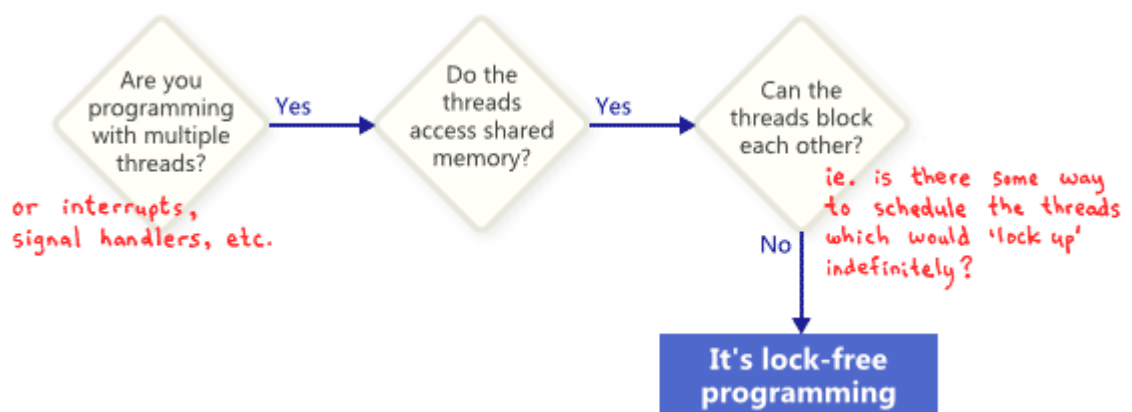 Are you
programming
with multiple
threads?
or interrupts,
signal handlers, etc.
Yes
Do the
threads
access shared
memory?
Yes
Can the
threads block
each other?
ie. is there some way
to schedule the threads
which would 'lock up'
indefinitely?
No
It's lock-free
programming